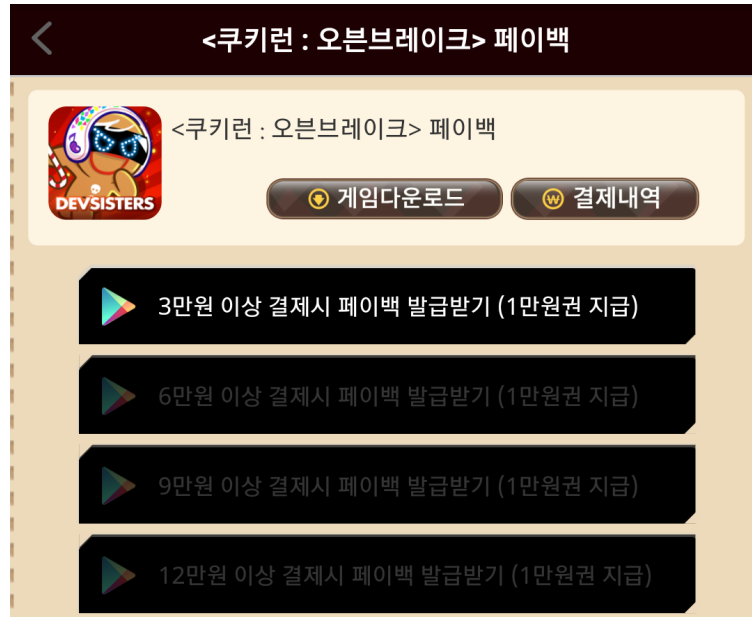 <쿠키런 : 오븐브레이크> 페이백
<쿠키런 : 오븐브레이크> 페이백
DEVSISTERS
게임다운로드
결제내역
3만원 이상 결제시 페이백 발급받기 (1만원권 지급)
6만원 이상 결제시 페이백 발급받기 (1만원권 지급)
9만원 이상 결제시 페이백 발급받기 (1만원권 지급)
12만원 이상 결제시 페이백 발급받기 (1만원권 지급)